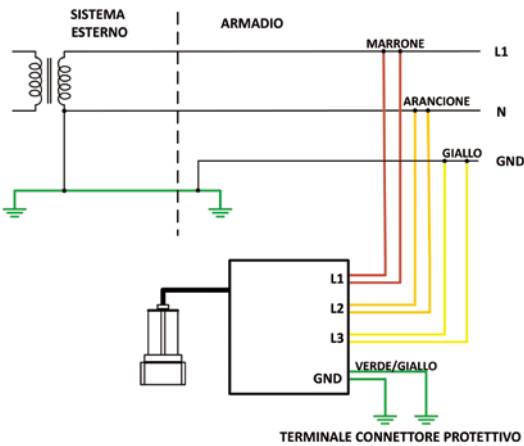 SISTEMA
ESTERNO
ARMADIO
MARRONE
L1
ARANCIONE
N
GIALLO
GND
L1
L2
L3
GND
VERDE/GIALLO
TERMINALE CONNETTORE PROTETTIVO